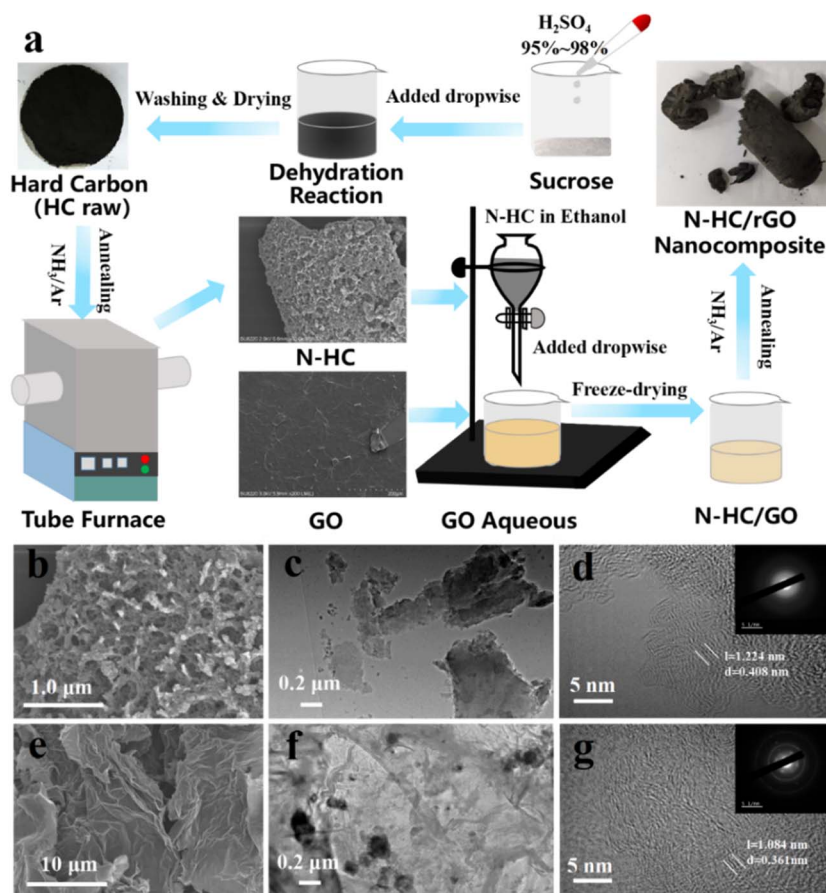 a
H₂SO₄
95%~98%
Washing & Drying
Added dropwise
Hard Carbon
(HC raw)
Dehydration
Reaction
Sucrose
N-HC/rGO
Nanocomposite
Annealing
NH₃/Ar
N-HC
N-HC in Ethanol
Added dropwise
Annealing
NH₃/Ar
Freeze-drying
Tube Furnace
GO
GO Aqueous
N-HC/GO
b
1.0 μm
c
0.2 μm
d
l=1.224 nm
d=0.408 nm
5 nm
e
10 μm
f
0.2 μm
g
l=1.084 nm
d=0.361nm
5 nm